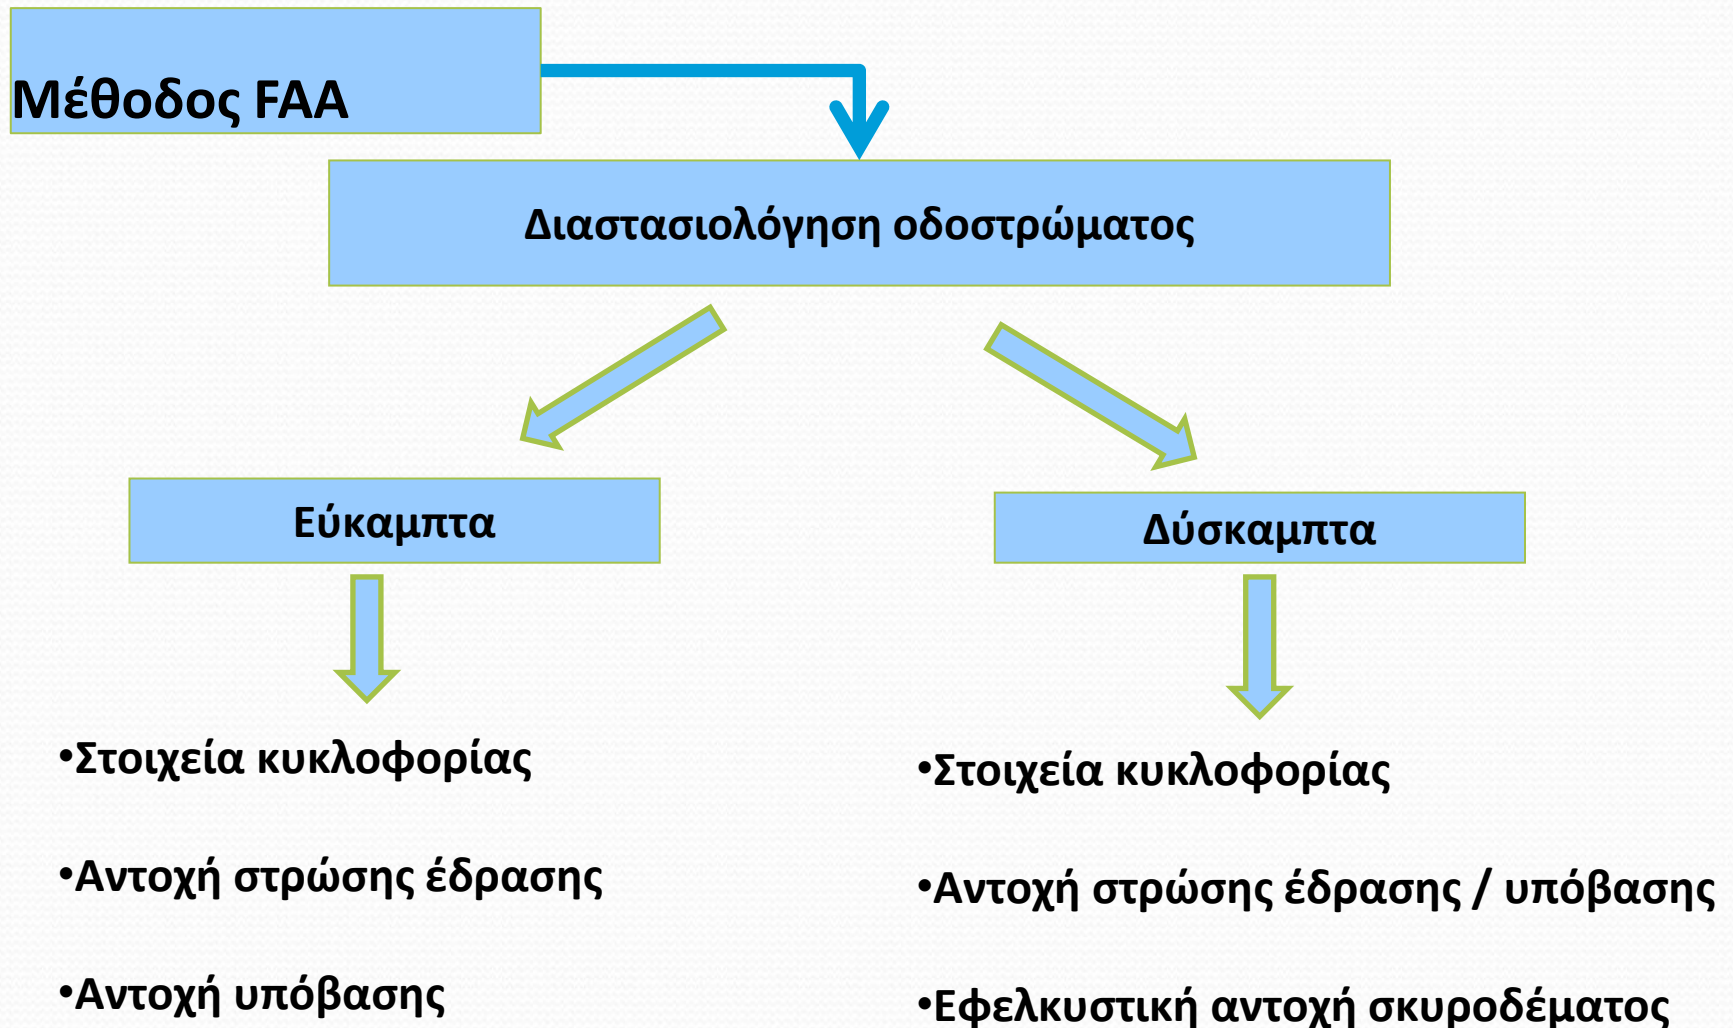 Μέθοδος FAA
Διαστασιολόγηση οδοστρώματος
Εύκαμπτα
•Στοιχεία κυκλοφορίας
•Αντοχή στρώσης έδρασης
•Αντοχή υπόβασης
Δύσκαμπτα
•Στοιχεία κυκλοφορίας
•Αντοχή στρώσης έδρασης / υπόβασης
•Εφελκυστική αντοχή σκυροδέματος